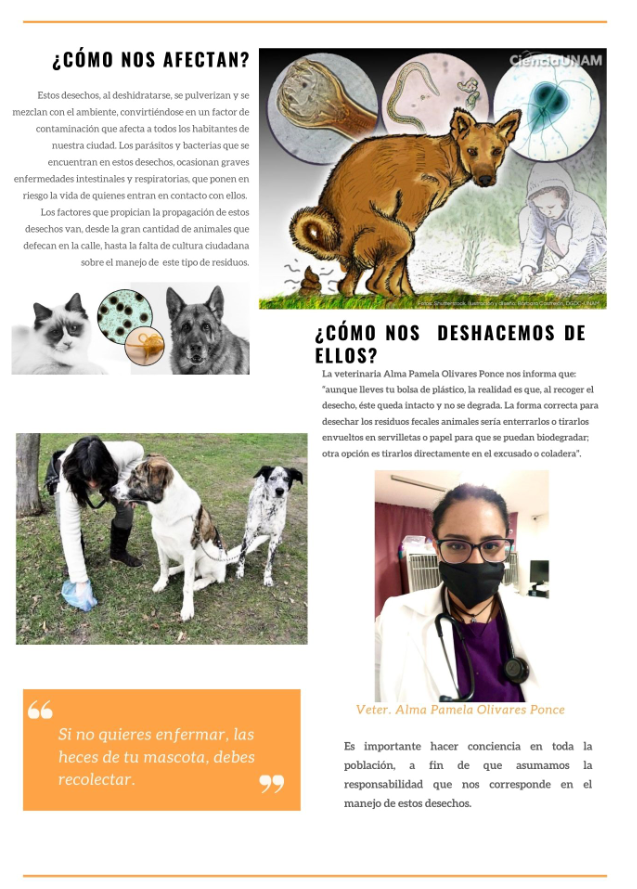 ¿CÓMO NOS AFECTAN?
Estos desechos, al deshidratarse, se pulverizan y se
mezclan con el ambiente, convirtiéndose en un factor de
contaminación que afecta a todos los habitantes de
nuestra ciudad. Los parásitos y bacterias que se
encuentran en estos desechos, ocasionan graves
enfermedades intestinales y respiratorias, que ponen en
riesgo la vida de quienes entran en contacto con ellos.
Los factores que propician la propagación de estos
desechos van, desde la gran cantidad de animales que
defecan en la calle, hasta la falta de cultura ciudadana
sobre el manejo de este tipo de residuos.
CienciaUNAM
¿CÓMO NOS DESHACEMOS DE
ELLOS?
La veterinaria Alma Pamela Olivares Ponce nos informa que:
"aunque lleves tu bolsa de plástico, la realidad es que, al recoger el
desecho, éste queda intacto y no se degrada. La forma correcta para
desechar los residuos fecales animales sería enterrarlos o tirarlos
envueltos en servilletas o papel para que se puedan biodegradar;
otra opción es tirarlos directamente en el excusado o coladera".
Veter. Alma Pamela Olivares Ponce
Si no quieres enfermar, las
heces de tu mascota, debes
recolectar.
Es importante hacer conciencia en toda la
población, a fin de que asumamos la
responsabilidad que nos corresponde en el
manejo de estos desechos.